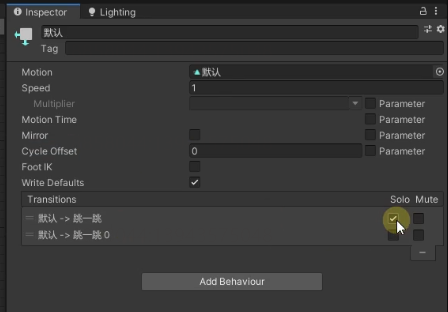 Inspector
Lighting
默认
Tag
Motion
默认
Speed
1
Multiplier
Parameter
Motion Time
Parameter
Mirror
Parameter
Cycle Offset
0
Parameter
Foot IK
Write Defaults
Transitions
Solo
Mute
默认 -> 跳一跳
默认 -> 跳一跳 0
Add Behaviour